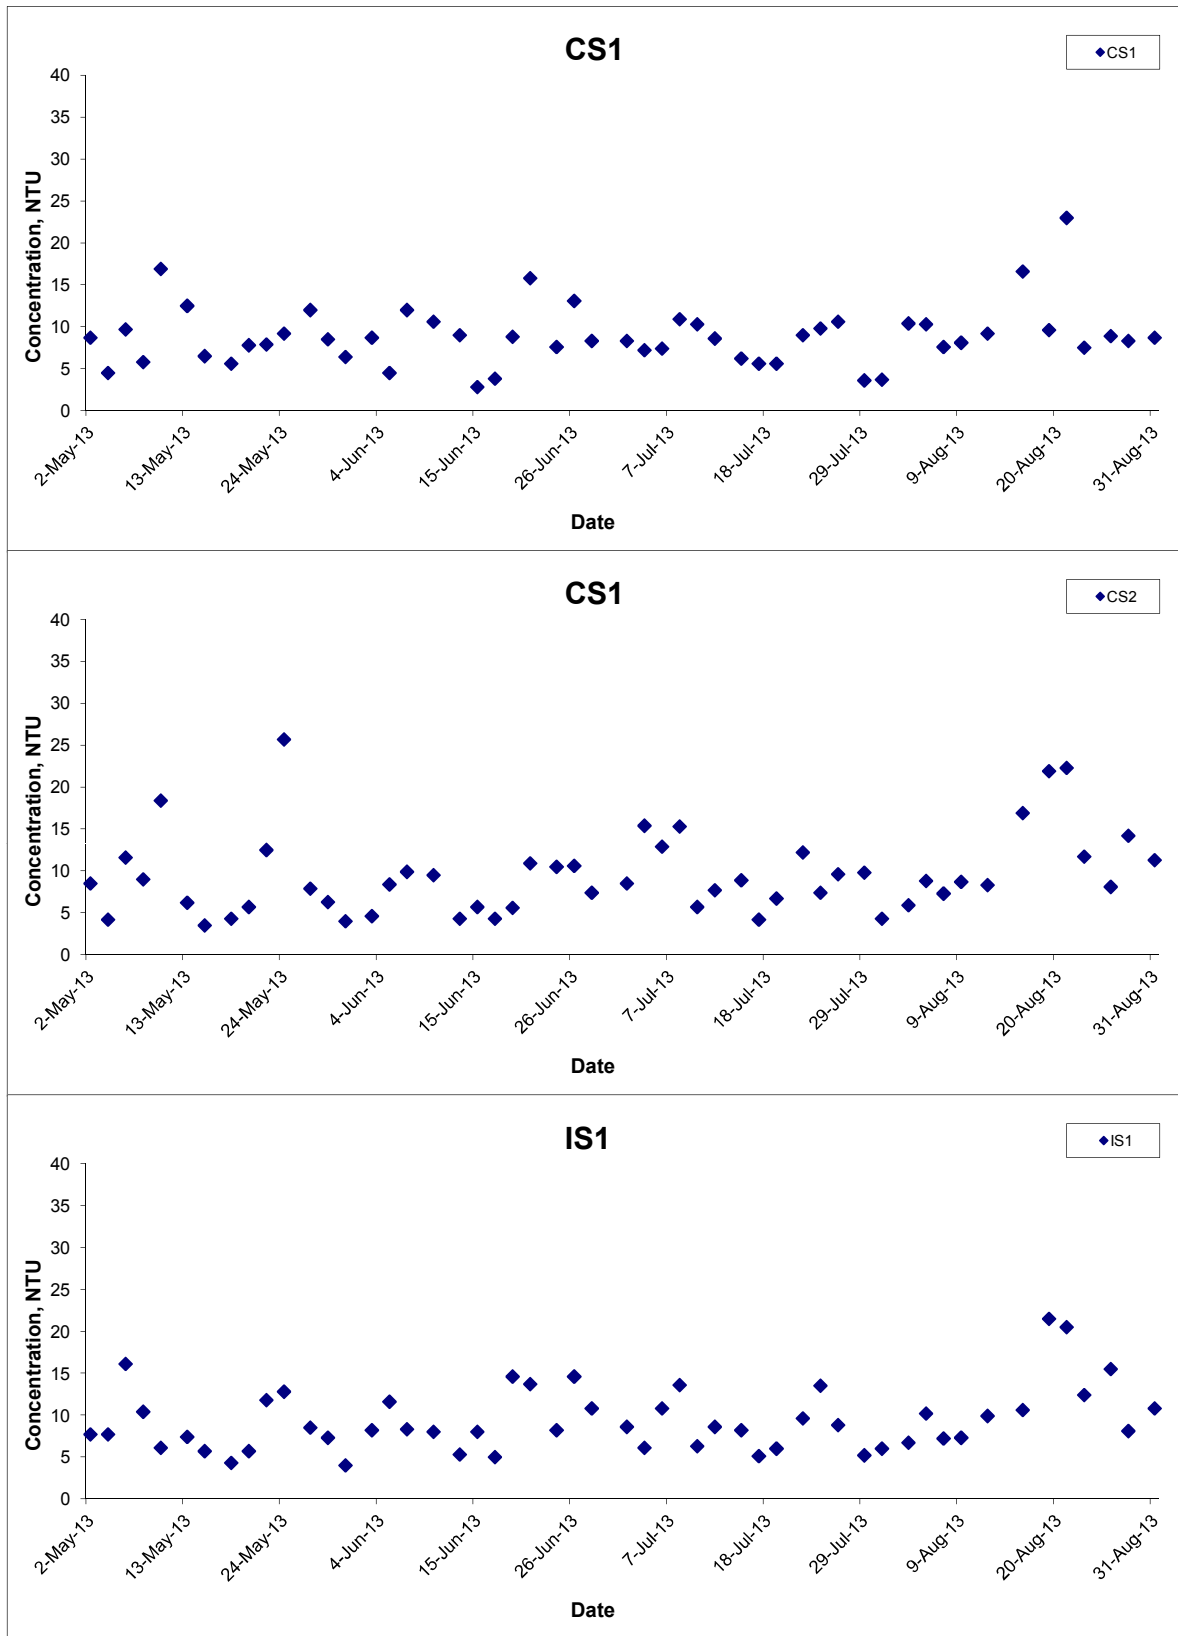 CS1
CS1
40
35
30
25
20
15
10
5
0
Concentration, NTU
2-May-13
13-May-13
24-May-13
4-Jun-13
15-Jun-13
26-Jun-13
7-Jul-13
18-Jul-13
29-Jul-13
9-Aug-13
20-Aug-13
31-Aug-13
Date
CS1
CS2
40
35
30
25
20
15
10
5
0
Concentration, NTU
2-May-13
13-May-13
24-May-13
4-Jun-13
15-Jun-13
26-Jun-13
7-Jul-13
18-Jul-13
29-Jul-13
9-Aug-13
20-Aug-13
31-Aug-13
Date
IS1
IS1
40
35
30
25
20
15
10
5
0
Concentration, NTU
2-May-13
13-May-13
24-May-13
4-Jun-13
15-Jun-13
26-Jun-13
7-Jul-13
18-Jul-13
29-Jul-13
9-Aug-13
20-Aug-13
31-Aug-13
Date